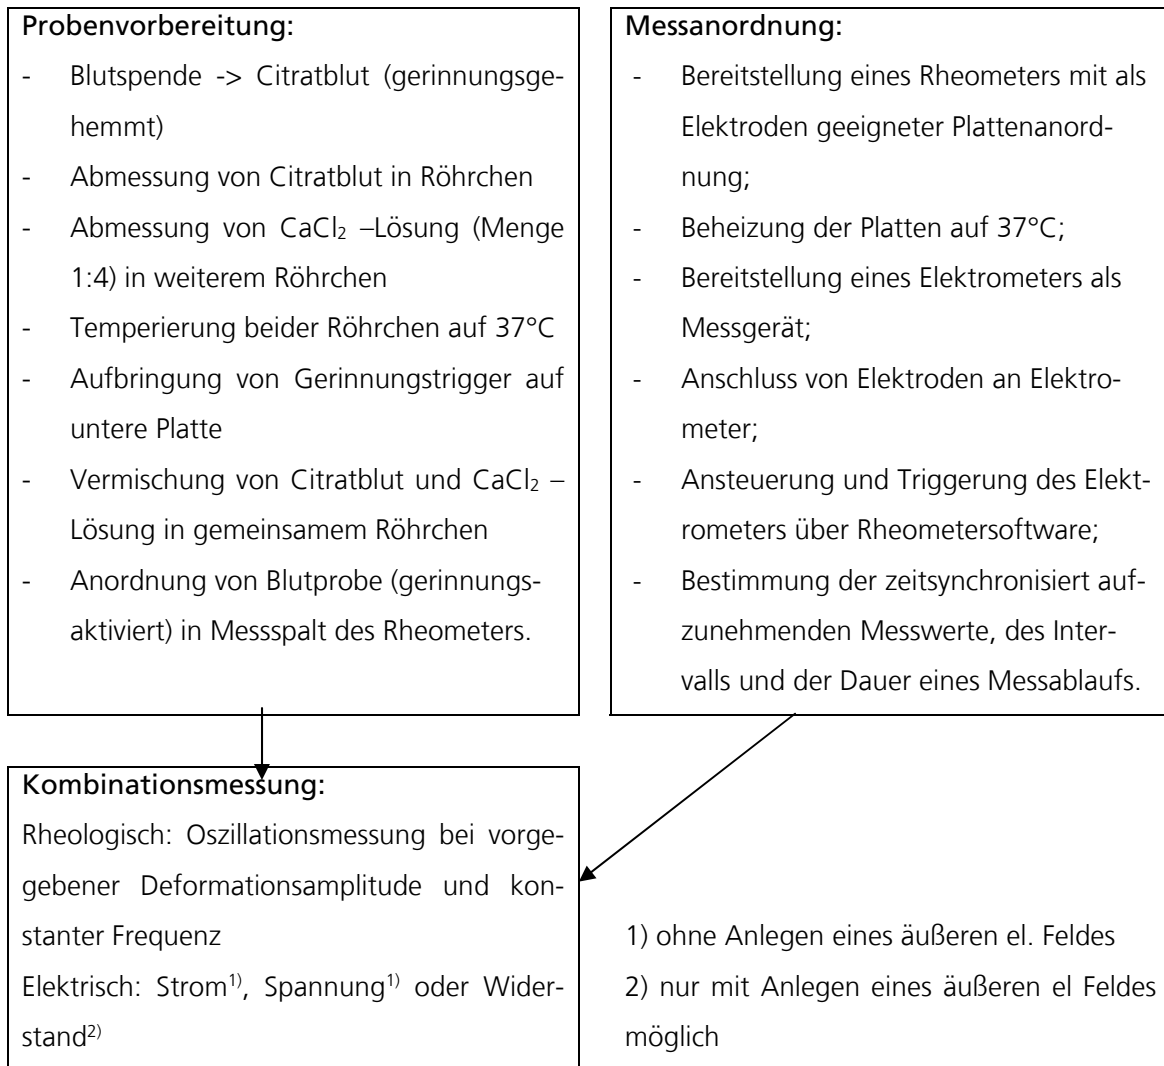 Probenvorbereitung:
- Blutspende -> Citratblut (gerinnungsge-
hemmt)
- Abmessung von Citratblut in Röhrchen
- Abmessung von CaCl₂ –Lösung (Menge
1:4) in weiterem Röhrchen
- Temperierung beider Röhrchen auf 37°C
- Aufbringung von Gerinnungstrigger auf
untere Platte
- Vermischung von Citratblut und CaCl₂ –
Lösung in gemeinsamem Röhrchen
- Anordnung von Blutprobe (gerinnungs-
aktiviert) in Messspalt des Rheometers.
Messanordnung:
- Bereitstellung eines Rheometers mit als
Elektroden geeigneter Plattenanord-
nung;
- Beheizung der Platten auf 37°C;
- Bereitstellung eines Elektrometers als
Messgerät;
- Anschluss von Elektroden an Elektro-
meter;
- Ansteuerung und Triggerung des Elekt-
rometers über Rheometersoftware;
- Bestimmung der zeitsynchronisiert auf-
zunehmenden Messwerte, des Inter-
valls und der Dauer eines Messablaufs.
Kombinationsmessung:
Rheologisch: Oszillationsmessung bei vorge-
gebener Deformationsamplitude und kon-
stanter Frequenz
Elektrisch: Strom¹⁾, Spannung¹⁾ oder Wider-
stand²⁾
1) ohne Anlegen eines äußeren el. Feldes
2) nur mit Anlegen eines äußeren el Feldes
möglich